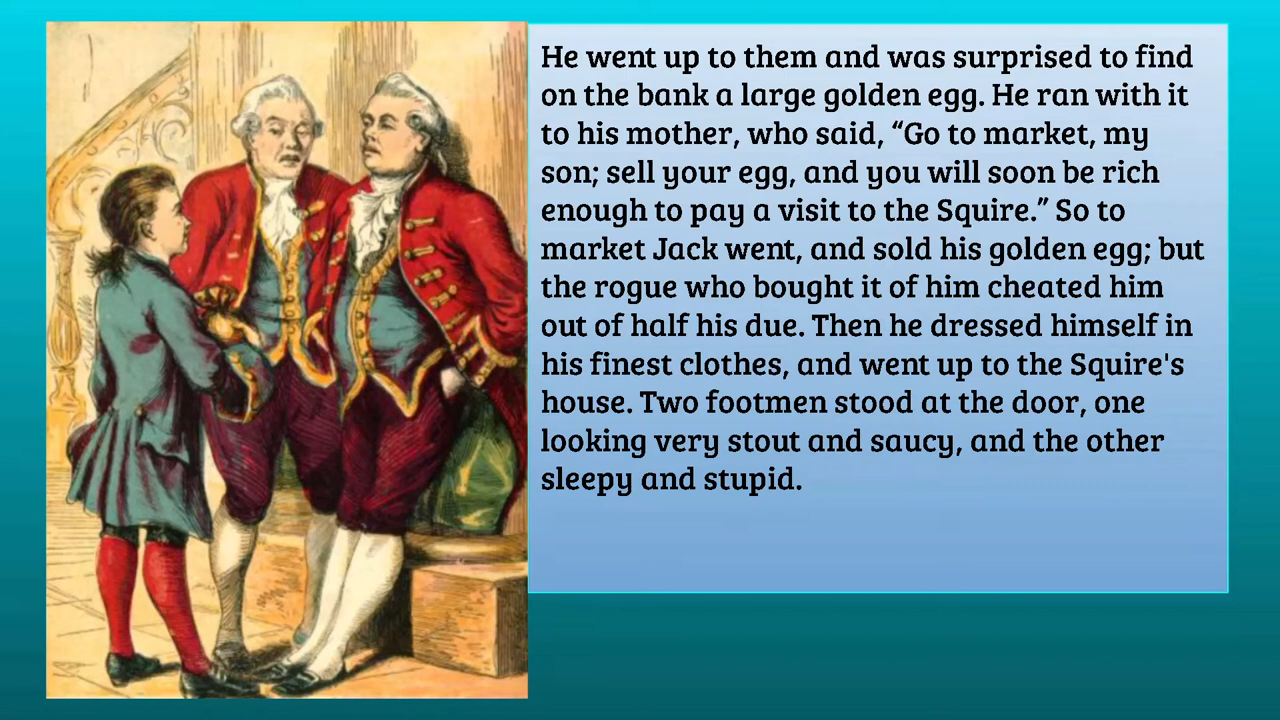 He went up to them and was surprised to find
on the bank a large golden egg. He ran with it
to his mother, who said, “Go to market, my
son; sell your egg, and you will soon be rich
enough to pay a visit to the Squire.” So to
market Jack went, and sold his golden egg; but
the rogue who bought it of him cheated him
out of half his due. Then he dressed himself in
his finest clothes, and went up to the Squire's
house. Two footmen stood at the door, one
looking very stout and saucy, and the other
sleepy and stupid.